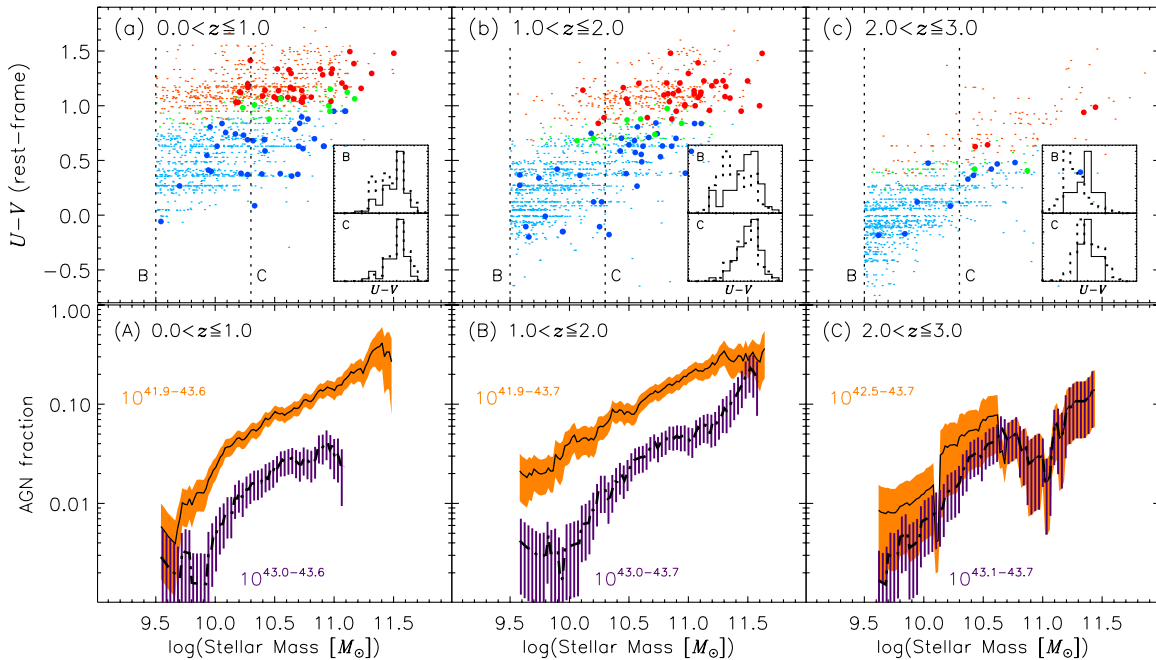 (a) 0.0<z≦1.0
(b) 1.0<z≦2.0
(c) 2.0<z≦3.0
U−V (rest−frame)
1.5
1.0
0.5
0.0
−0.5
B
C
B
C
U−V
B
C
B
C
U−V
B
C
B
C
U−V
(A) 0.0<z≦1.0
(B) 1.0<z≦2.0
(C) 2.0<z≦3.0
AGN fraction
1.00
0.10
0.01
10^41.9−43.6
10^43.0−43.6
10^41.9−43.7
10^43.0−43.7
10^42.5−43.7
10^43.1−43.7
9.5 10.0 10.5 11.0 11.5
9.5 10.0 10.5 11.0 11.5
9.5 10.0 10.5 11.0 11.5
log(Stellar Mass [M☉])
log(Stellar Mass [M☉])
log(Stellar Mass [M☉])